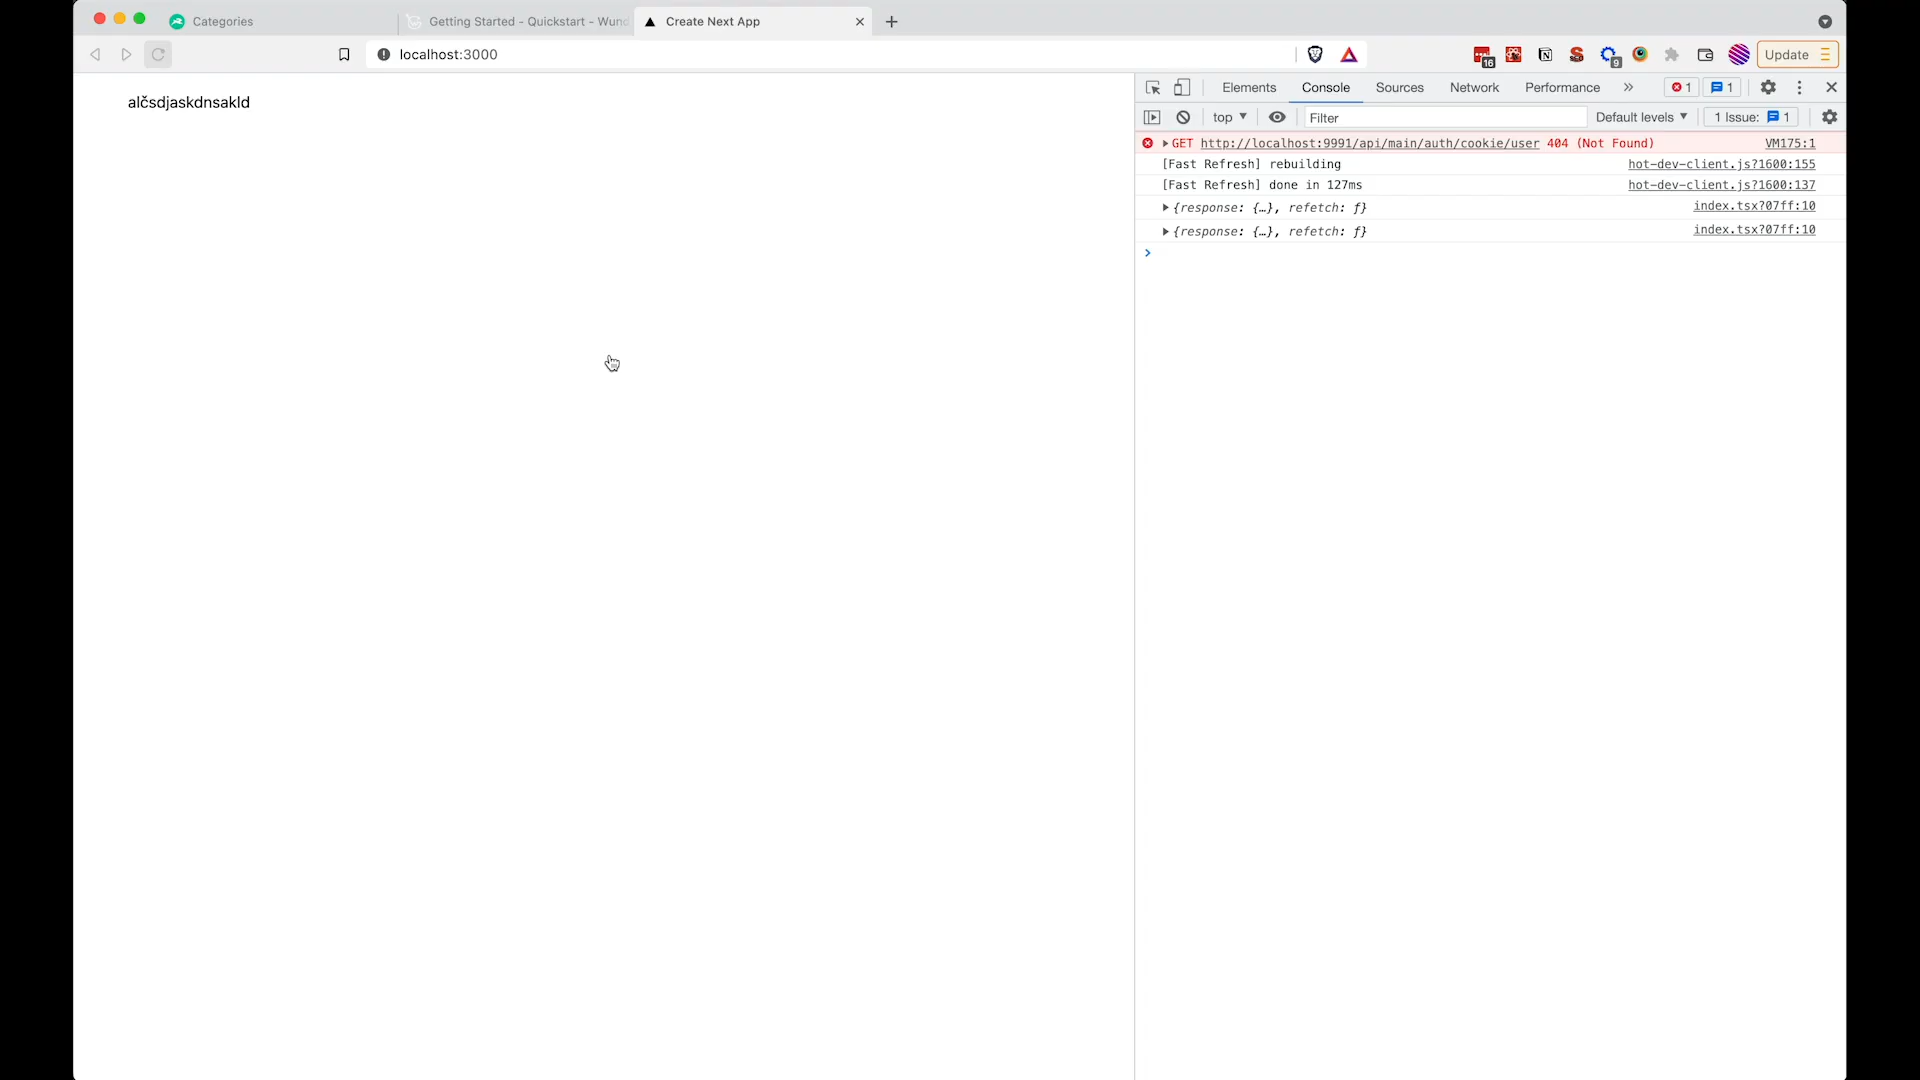 Categories
Getting Started - Quickstart - Wund
Create Next App
localhost:3000
16
9
Update
alčsdjaskdnsakld
Elements
Console
Sources
Network
Performance
1
1
top
Filter
Default levels
1 Issue:
1
GET http://localhost:9991/api/main/auth/cookie/user 404 (Not Found)
VM175:1
[Fast Refresh] rebuilding
hot-dev-client.js?1600:155
[Fast Refresh] done in 127ms
hot-dev-client.js?1600:137
{response: {…}, refetch: ƒ}
index.tsx?07ff:10
{response: {…}, refetch: ƒ}
index.tsx?07ff:10